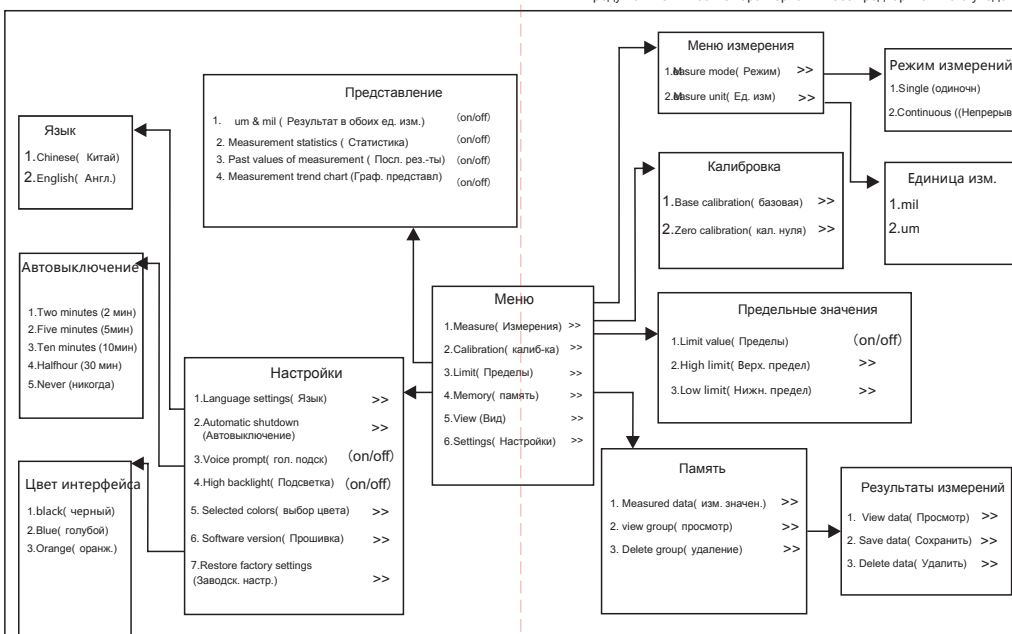 Представление
1. um & mil ( Результат в обоих ед. изм.) (on/off)
2. Measurement statistics ( Статистика) (on/off)
3. Past values of measurement ( Посл. рез.-ты) (on/off)
4. Measurement trend chart (Граф. представл) (on/off)
Язык
1.Chinese( Китай)
2.English( Англ.)
Автовыключение
1.Two minutes (2 мин)
2.Five minutes (5мин)
3.Ten minutes (10мин)
4.Halfhour (30 мин)
5.Never (никогда)
Цвет интерфейса
1.black( черный)
2.Blue( голубой)
3.Orange( оранж.)
Настройки
1.Language settings( Язык) >>
2.Automatic shutdown
(Автовыключение) >>
3.Voice prompt( гол. подск) (on/off)
4.High backlight( Подсветка) (on/off)
5. Selected colors( выбор цвета) >>
6. Software version( Прошивка) >>
7.Restore factory settings
(Заводск. настр.) >>
Меню
1.Measure( Измерения) >>
2.Calibration( калиб-ка) >>
3.Limit( Пределы) >>
4.Memory( память) >>
5.View (Вид) >>
6.Settings( Настройки) >>
Меню измерения
mode( Режим) >>
unit( Ед. изм) >>
Режим измерений
1.Single (одиночн)
2.Continuous ((Непрерыв
Калибровка
1.Base calibration( базовая) >>
2.Zero calibration( кал. нуля) >>
Единица изм.
1.mil
2.um
Предельные значения
1.Limit value( Пределы) (on/off)
2.High limit( Верх. предел) >>
3.Low limit( Нижн. предел) >>
Память
1. Measured data( изм. значен.) >>
2. view group( просмотр) >>
3. Delete group( удаление) >>
Результаты измерений
1. View data( Просмотр) >>
2. Save data( Сохранить) >>
3. Delete data( Удалить) >>